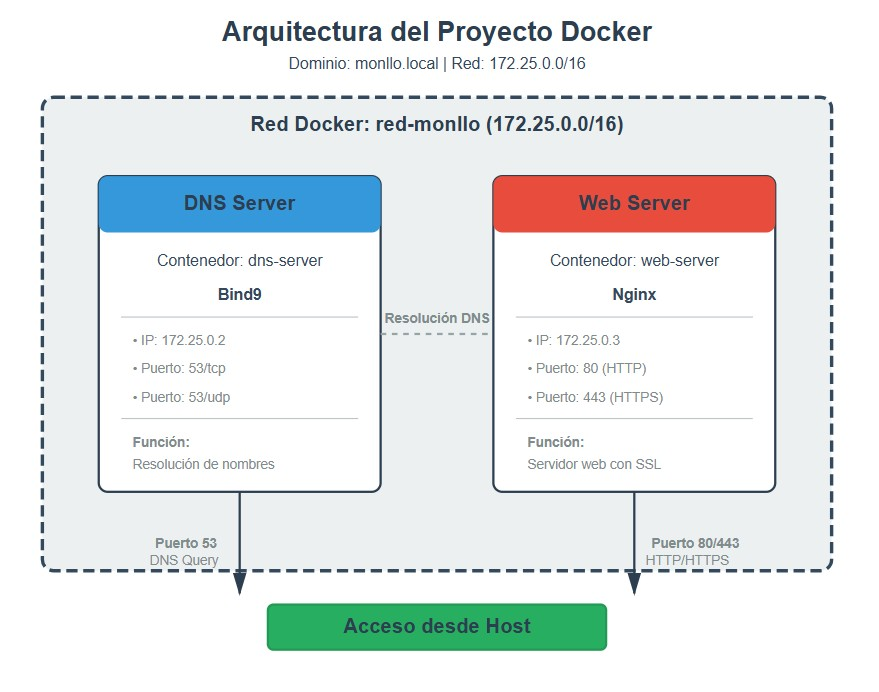 Arquitectura del Proyecto Docker
Dominio: monllo.local | Red: 172.25.0.0/16
Red Docker: red-monllo (172.25.0.0/16)
DNS Server
Contenedor: dns-server
Bind9
• IP: 172.25.0.2
• Puerto: 53/tcp
• Puerto: 53/udp
Función:
Resolución de nombres
Resolución DNS
Web Server
Contenedor: web-server
Nginx
• IP: 172.25.0.3
• Puerto: 80 (HTTP)
• Puerto: 443 (HTTPS)
Función:
Servidor web con SSL
Puerto 53
DNS Query
Puerto 80/443
HTTP/HTTPS
Acceso desde Host